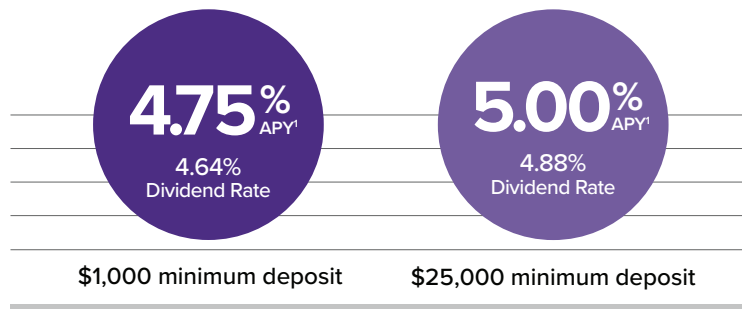 4.75% APY¹
4.64%
Dividend Rate
$1,000 minimum deposit
5.00% APY¹
4.88%
Dividend Rate
$25,000 minimum deposit